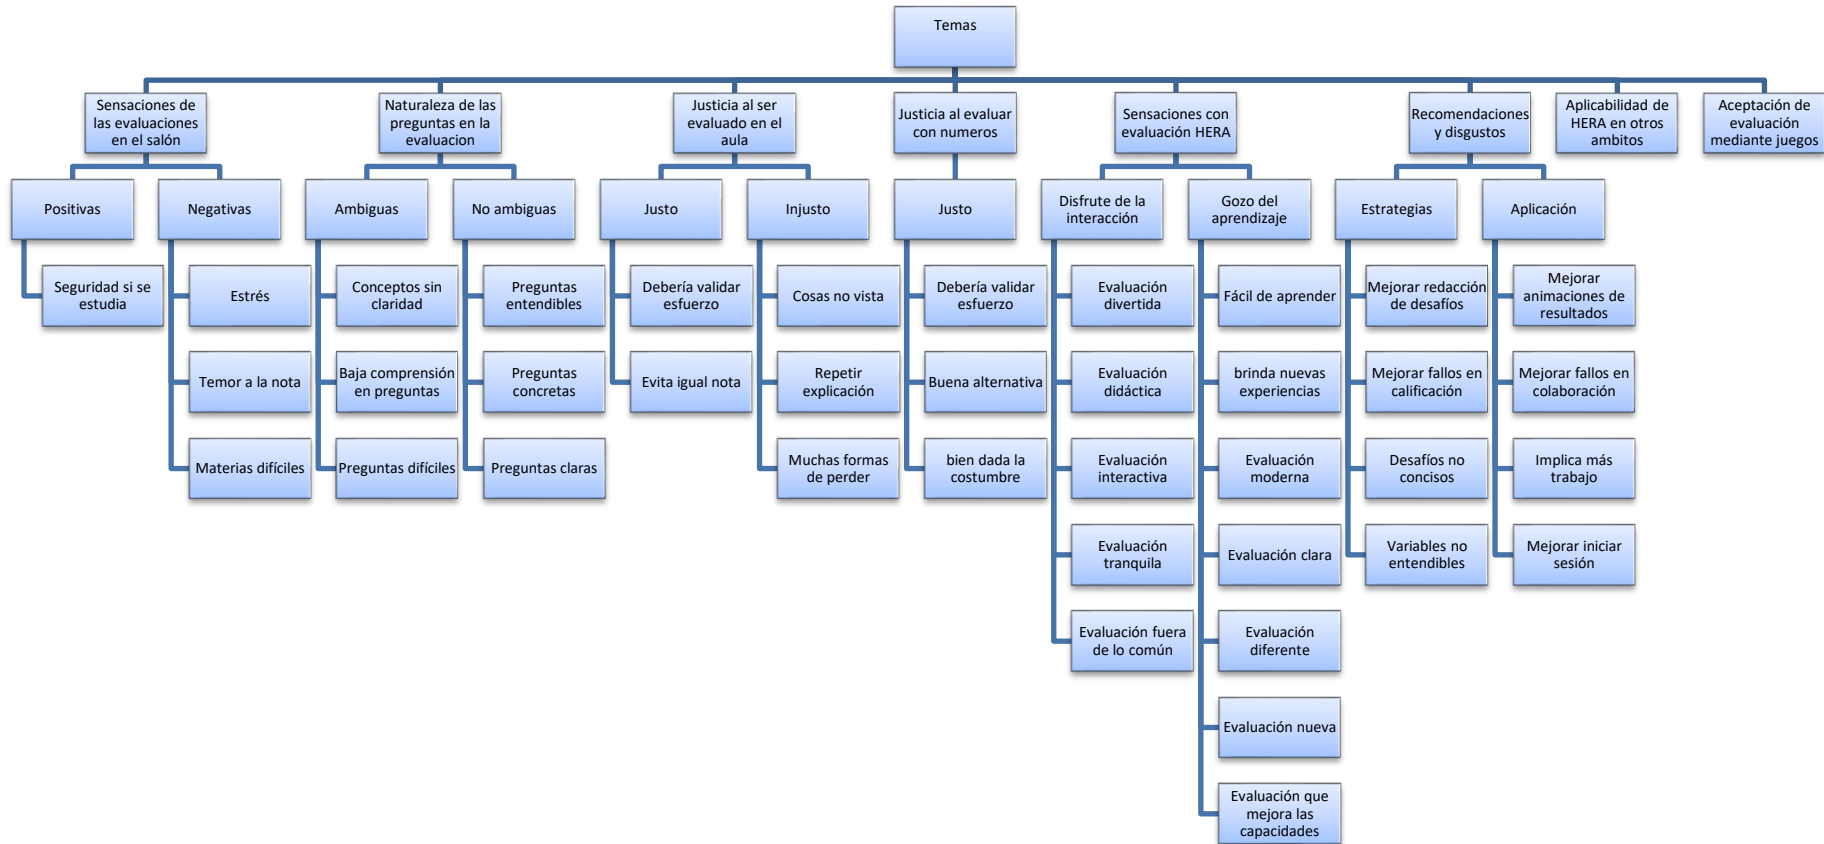 Temas
Sensaciones de
las evaluaciones
en el salón
Naturaleza de las
preguntas en la
evaluacion
Justicia al ser
evaluado en el
aula
Justicia al evaluar
con numeros
Sensaciones con
evaluación HERA
Recomendaciones
y disgustos
Aplicabilidad de
HERA en otros
ambitos
Aceptación de
evaluación
mediante juegos
Positivas
Negativas
Ambiguas
No ambiguas
Justo
Injusto
Justo
Disfrute de la
interacción
Gozo del
aprendizaje
Estrategias
Aplicación
Seguridad si se
estudia
Estrés
Conceptos sin
claridad
Preguntas
entendibles
Debería validar
esfuerzo
Cosas no vista
Debería validar
esfuerzo
Evaluación
divertida
Fácil de aprender
Mejorar redacción
de desafíos
Mejorar
animaciones de
resultados
Temor a la nota
Baja comprensión
en preguntas
Preguntas
concretas
Evita igual nota
Repetir
explicación
Buena alternativa
Evaluación
didáctica
brinda nuevas
experiencias
Mejorar fallos en
calificación
Mejorar fallos en
colaboración
Materias difíciles
Preguntas difíciles
Preguntas claras
Muchas formas
de perder
bien dada la
costumbre
Evaluación
interactiva
Evaluación
moderna
Desafíos no
concisos
Implica más
trabajo
Evaluación
tranquila
Evaluación clara
Variables no
entendibles
Mejorar iniciar
sesión
Evaluación fuera
de lo común
Evaluación
diferente
Evaluación nueva
Evaluación que
mejora las
capacidades